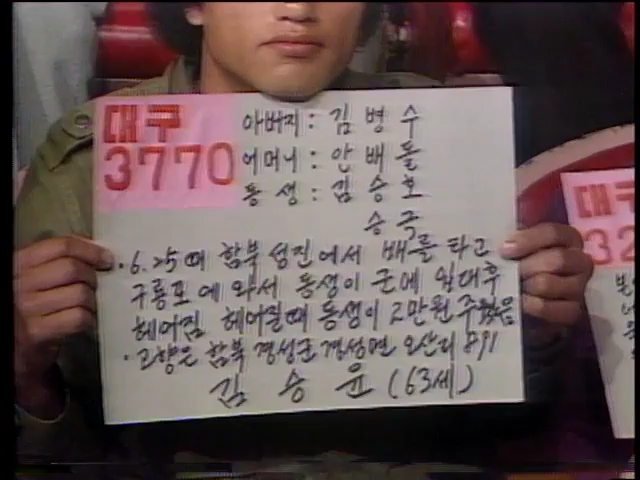 대구
3770
아버지 : 김 병 수
어머니 : 안 배 돌
동 생 : 김 승 호
승 국
· 6.25때 함북 성진에서 배를 타고
구룡포에 와서 동생이 군에 입대후
헤어짐 헤어질때 동생이 2만원 주었음
· 고향은 함북 경성군 경성면 오산리 891
김 승 윤 (63세)
대구
32